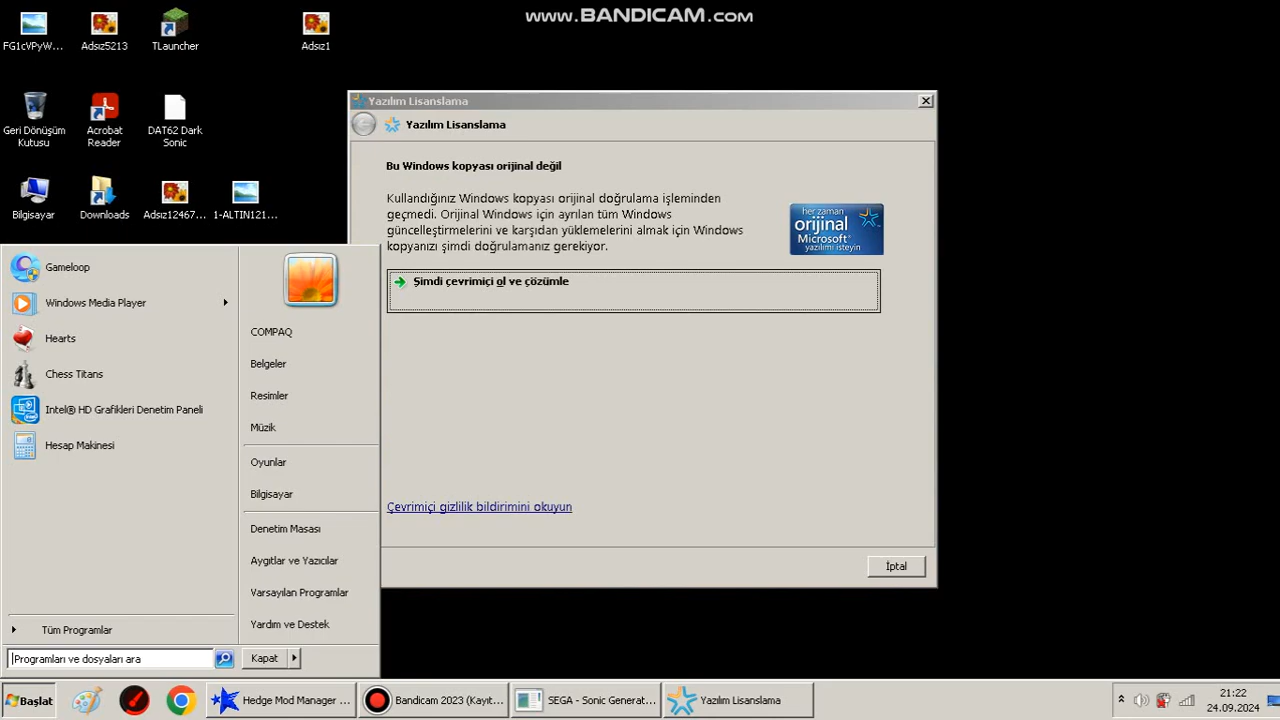 www.BANDICAM.com
FG1cVPyW...
Adsız5213
TLauncher
Adsız1
Geri Dönüşüm
Kutusu
Acrobat
Reader
DAT62 Dark
Sonic
Bilgisayar
Downloads
Adsız12467...
1-ALTIN121...
Yazılım Lisanslama
Yazılım Lisanslama
Bu Windows kopyası orijinal değil
Kullandığınız Windows kopyası orijinal doğrulama işleminden
geçmedi. Orijinal Windows için ayrılan tüm Windows
güncelleştirmelerini ve karşıdan yüklemelerini almak için Windows
kopyanızı şimdi doğrulamanız gerekiyor.
her zaman
orijinal
Microsoft®
yazılımı isteyin
Şimdi çevrimiçi ol ve çözümle
Çevrimiçi gizlilik bildirimini okuyun
İptal
Gameloop
Windows Media Player
Hearts
Chess Titans
Intel® HD Grafikleri Denetim Paneli
Hesap Makinesi
Tüm Programlar
Programları ve dosyaları ara
COMPAQ
Belgeler
Resimler
Müzik
Oyunlar
Bilgisayar
Denetim Masası
Aygıtlar ve Yazıcılar
Varsayılan Programlar
Yardım ve Destek
Kapat
Başlat
Hedge Mod Manager ...
Bandicam 2023 (Kayıt...
SEGA - Sonic Generat...
Yazılım Lisanslama
21:22
24.09.2024